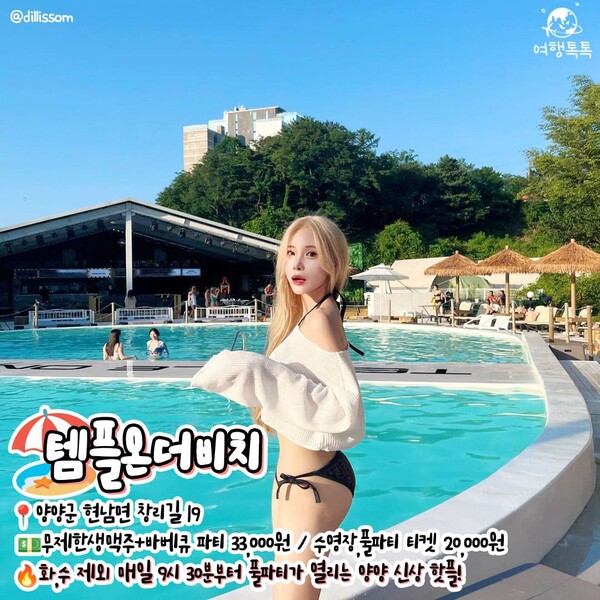 @dillissom
여행톡톡
템플온더비치
양양군 현남면 창리길 19
무제한생맥주+바베큐 파티 33,000원 / 수영장,풀파티 티켓 20,000원
화,수 제외 매일 9시 30분부터 풀파티가 열리는 양양 신상 핫플!